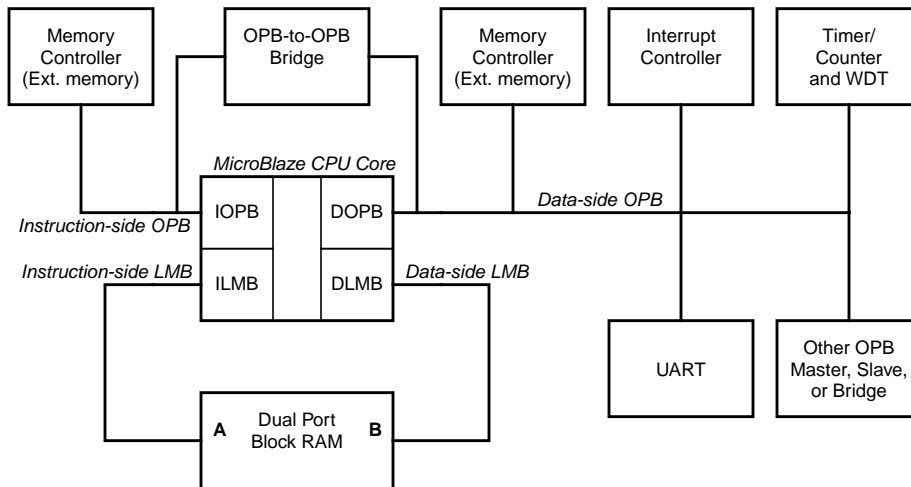 Memory
Controller
(Ext. memory)
OPB-to-OPB
Bridge
Memory
Controller
(Ext. memory)
Interrupt
Controller
Timer/
Counter
and WDT
MicroBlaze CPU Core
IOPB
DOPB
Instruction-side OPB
Data-side OPB
Instruction-side LMB
ILMB
DLMB
Data-side LMB
UART
Other OPB
Master, Slave,
or Bridge
A
Dual Port
Block RAM
B